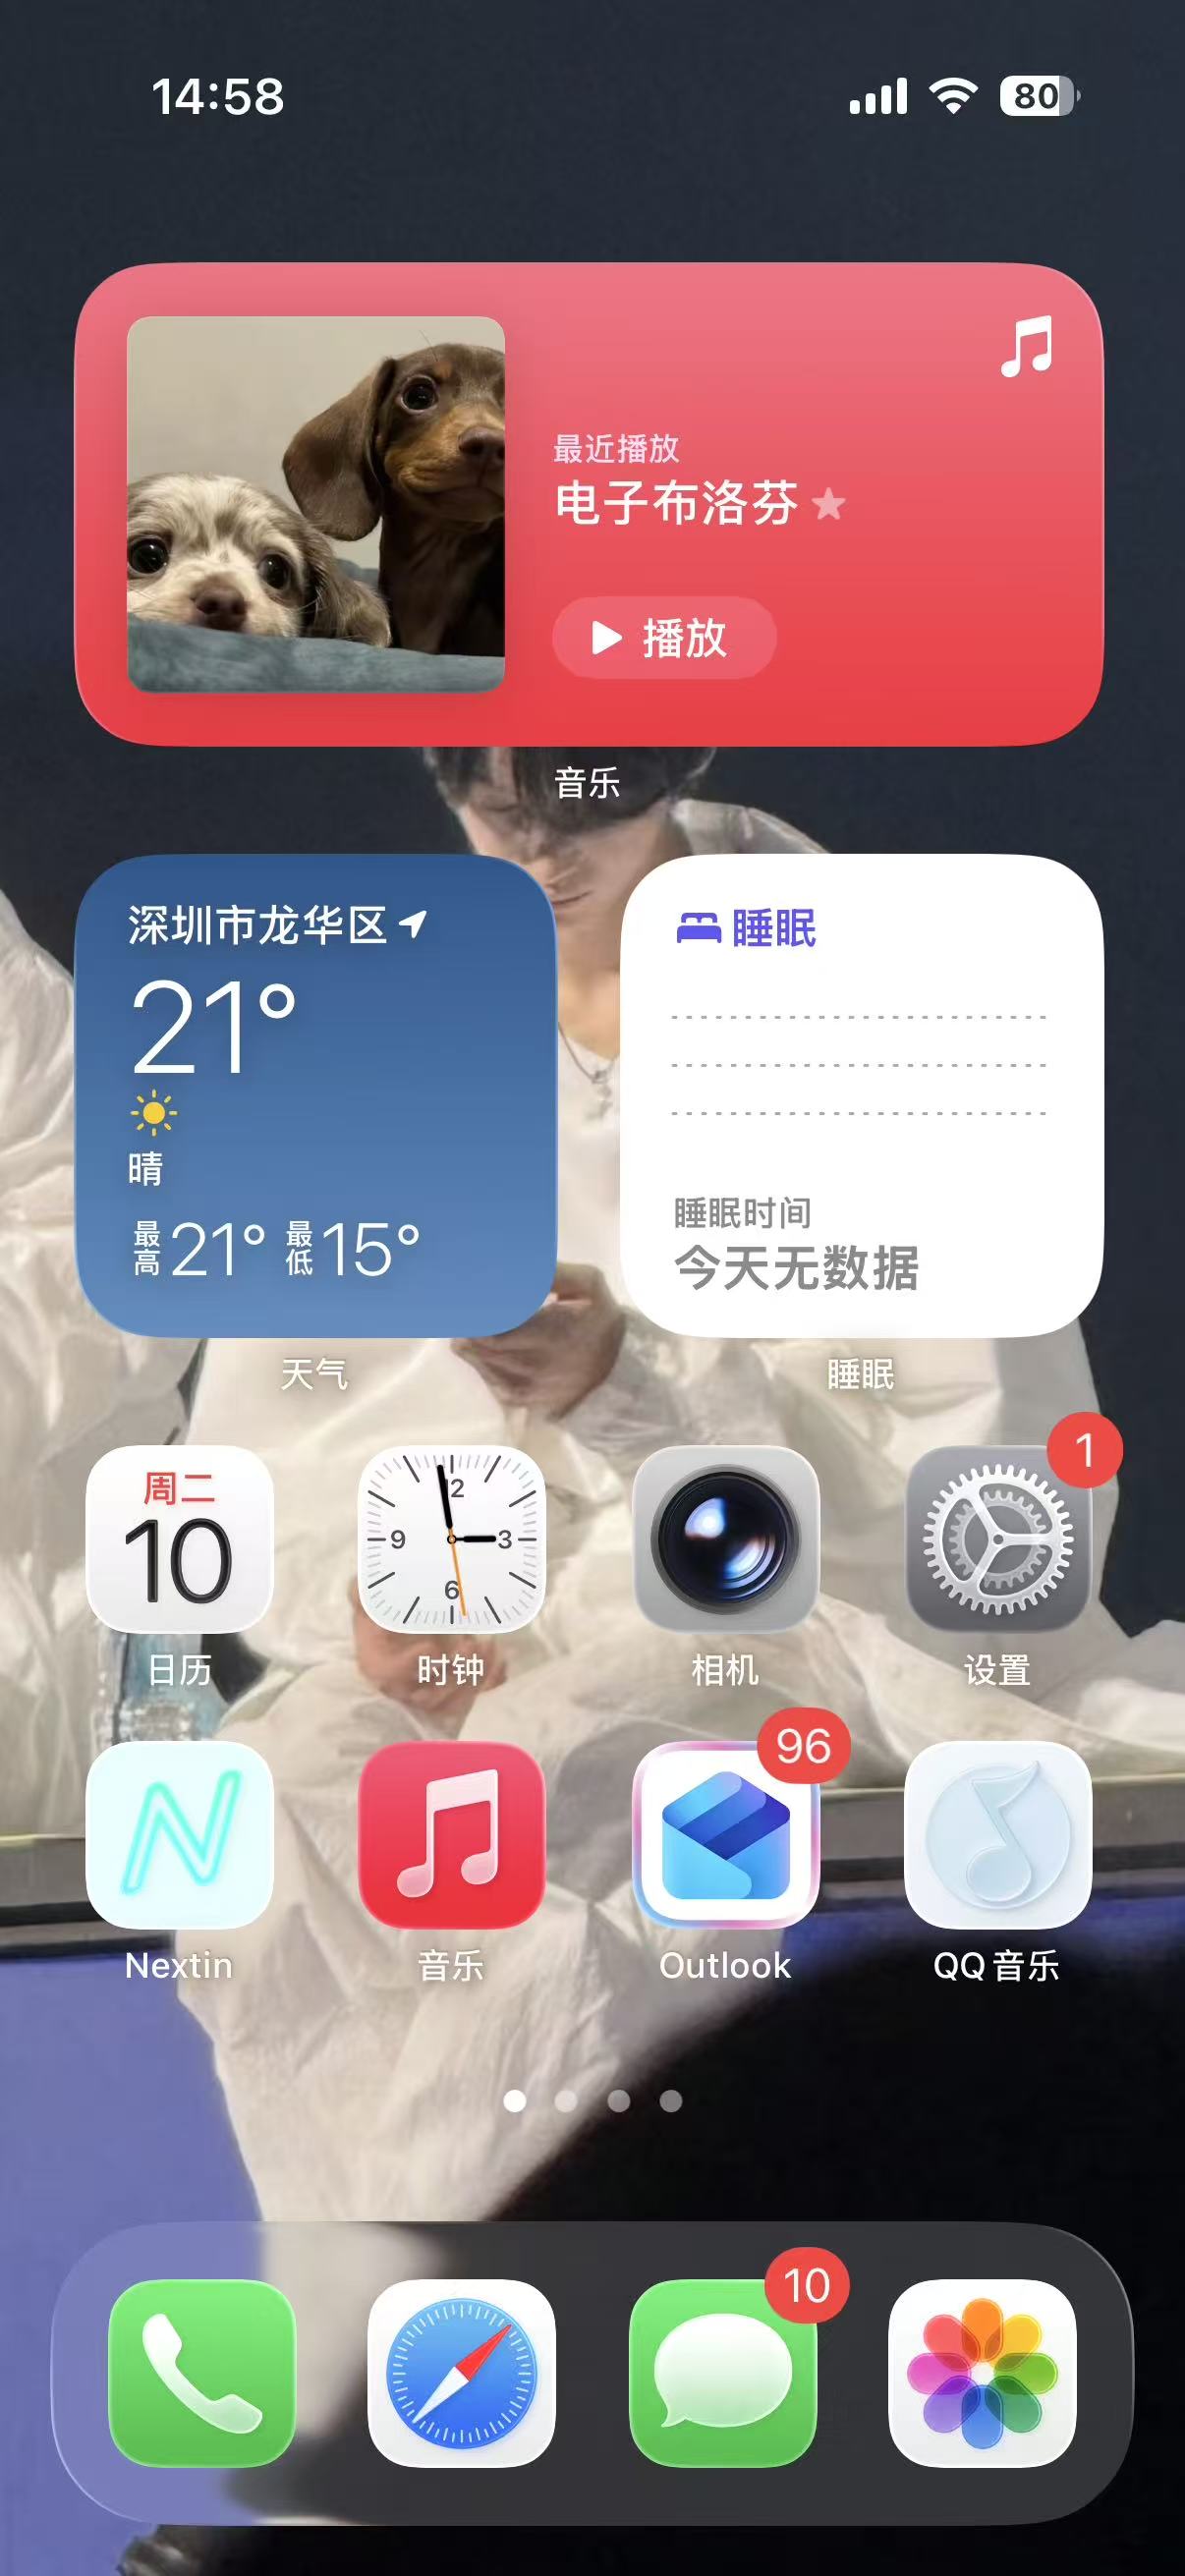 14:58
80
最近播放
电子布洛芬
播放
音乐
深圳市龙华区
21°
晴
最高21° 最低15°
天气
睡眠
睡眠时间
今天无数据
睡眠
周二
10
日历
12
9
3
6
时钟
相机
1
设置
Nextin
音乐
96
Outlook
QQ音乐
10